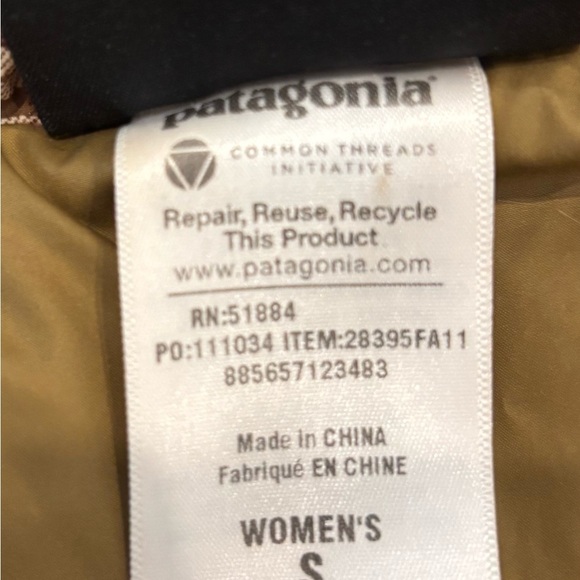 patagonia
COMMON THREADS
INITIATIVE
Repair, Reuse, Recycle
This Product
www.patagonia.com
RN:51884
PO:111034 ITEM:28395FA11
885657123483
Made in CHINA
Fabriqué EN CHINE
WOMEN'S
S